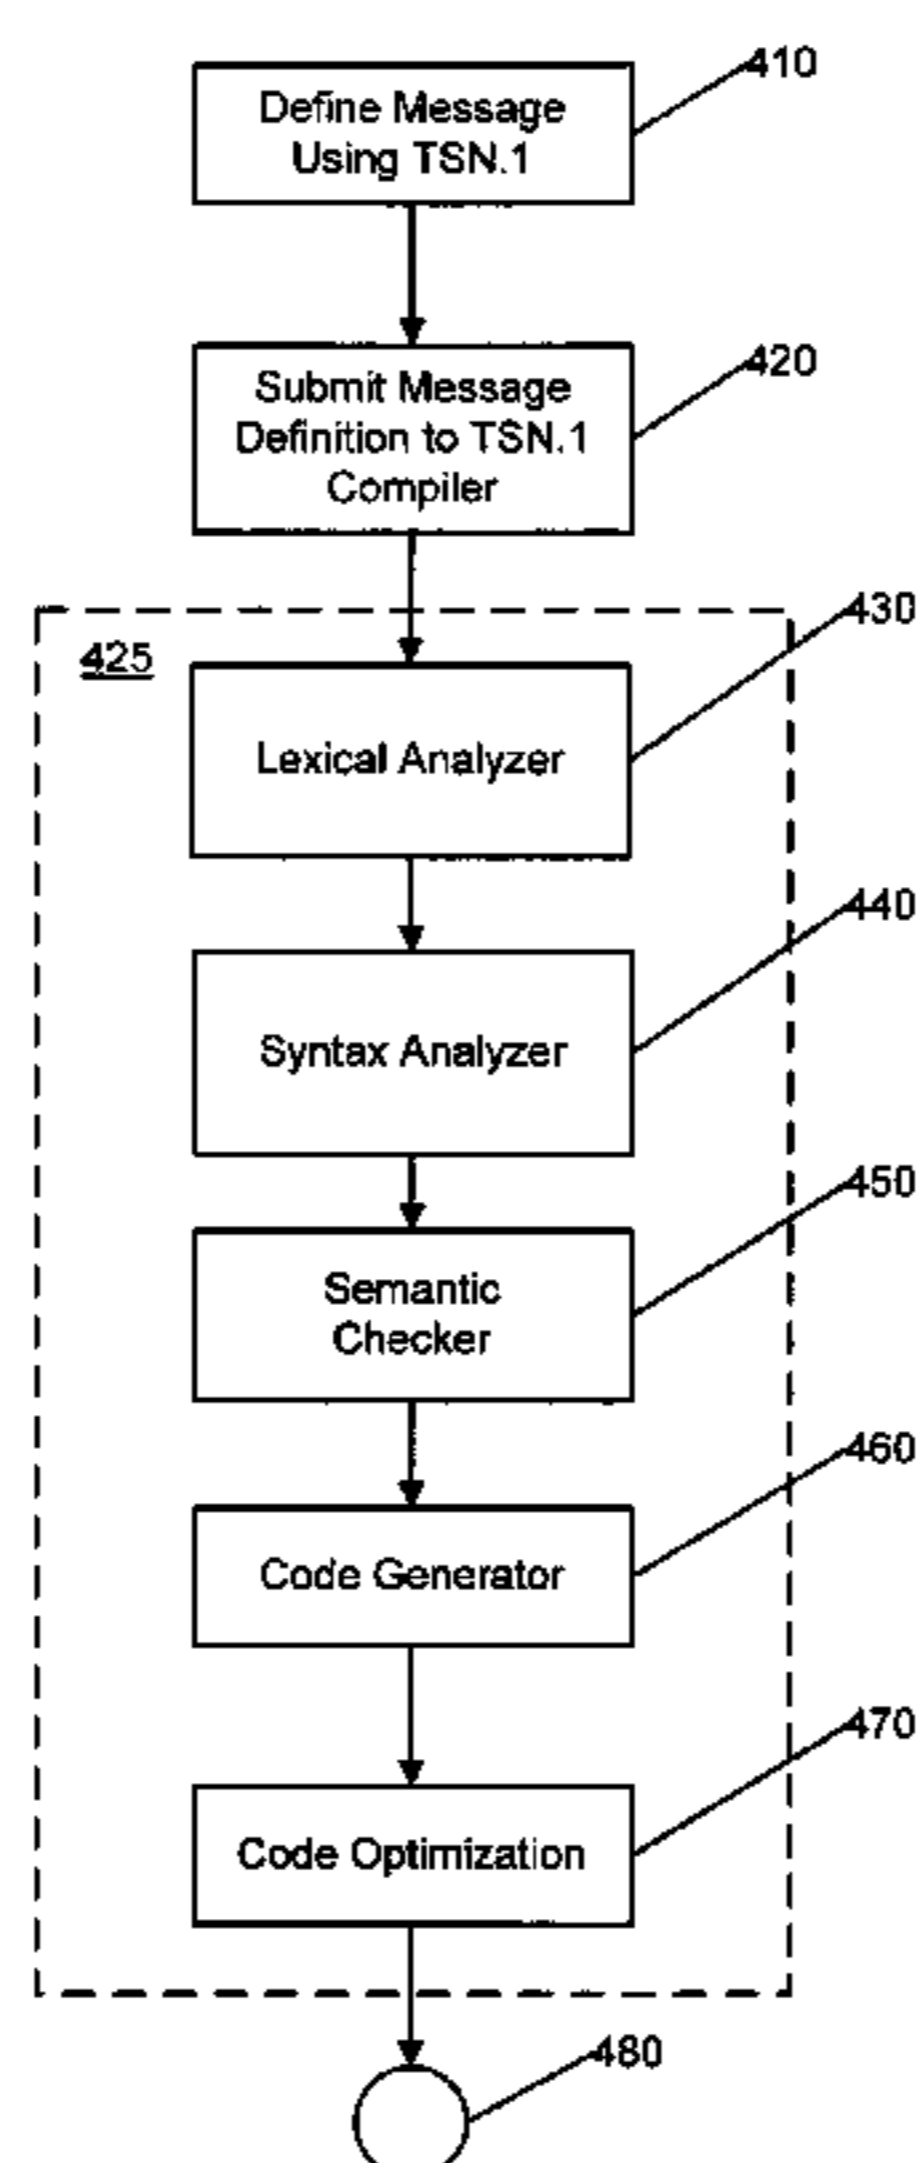 410
Define Message
Using TSN.1
420
Submit Message
Definition to TSN.1
Compiler
430
425
Lexical Analyzer
440
Syntax Analyzer
450
Semantic
Checker
460
Code Generator
470
Code Optimization
480